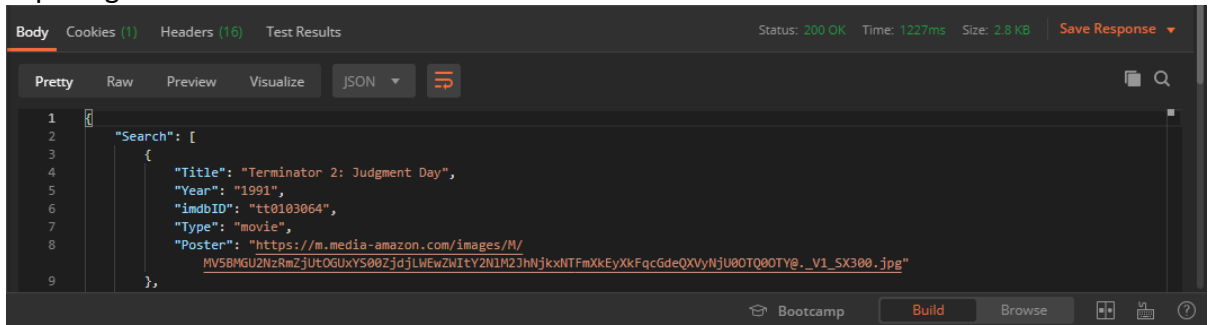 Body Cookies (1) Headers (16) Test Results Status: 200 OK Time: 1227ms Size: 2.8 KB Save Response
Pretty Raw Preview Visualize JSON
1 {
2 "Search": [
3 {
4 "Title": "Terminator 2: Judgment Day",
5 "Year": "1991",
6 "imdbID": "tt0103064",
7 "Type": "movie",
8 "Poster": "https://m.media-amazon.com/images/M/
MV5BMGU2NzRmZjUtOGUxYS00ZjdjLWEwZWItY2NlM2JhNjkxNTFmXkEyXkFqcGdeQXVyNjU0OTQ0OTY@._V1_SX300.jpg"
9 },
Bootcamp Build Browse